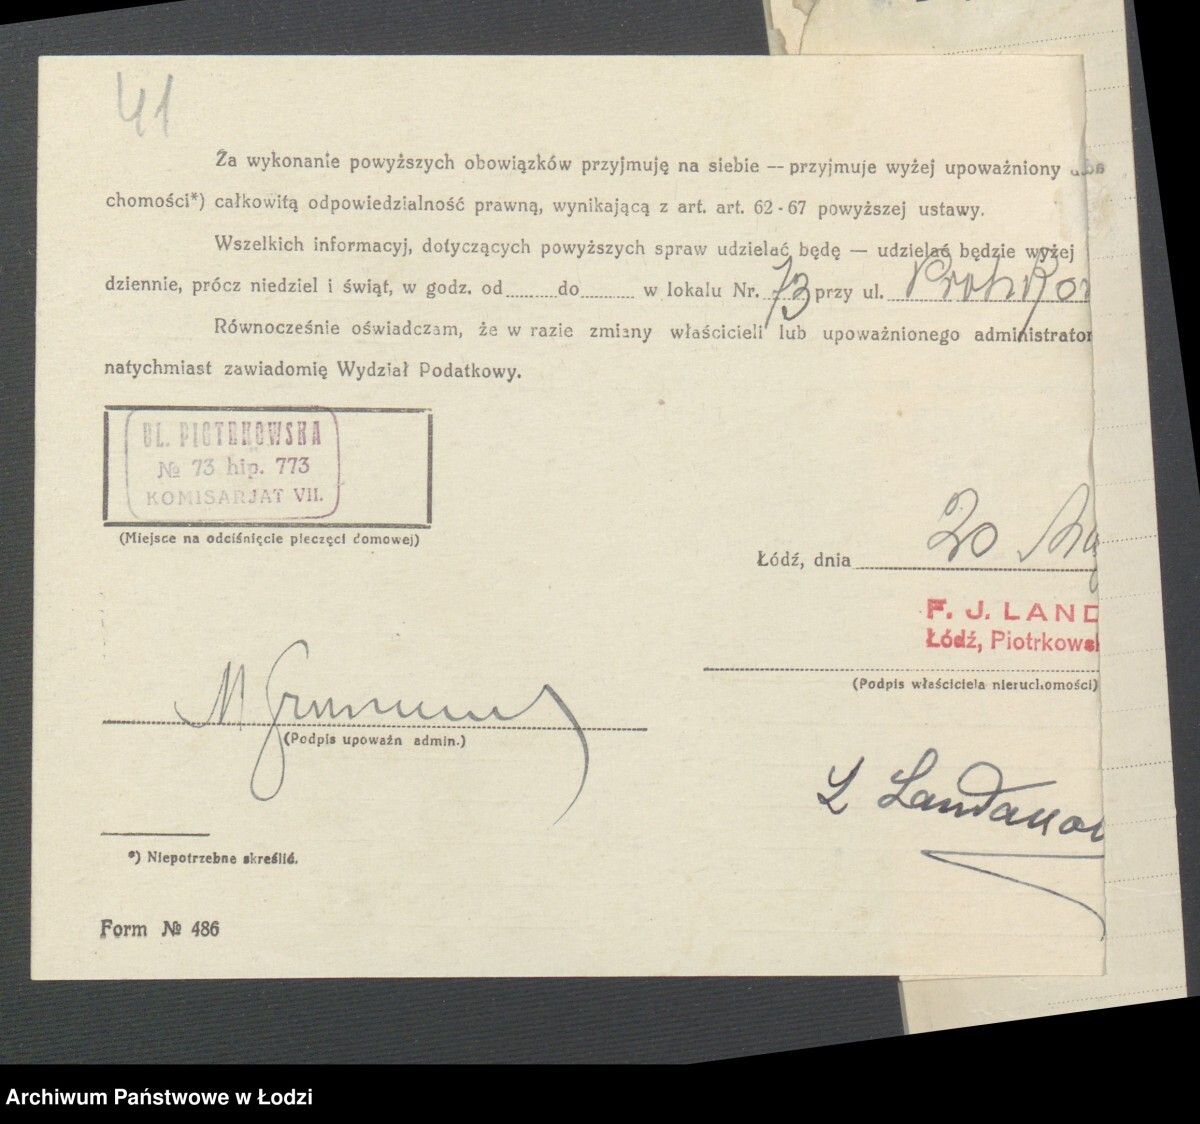 41
Za wykonanie powyższych obowiązków przyjmuję na siebie — przyjmuje wyżej upoważniony
chomości*) całkowitą odpowiedzialność prawną, wynikającą z art. art. 62-67 powyższej ustawy.
Wszelkich informacyj, dotyczących powyższych spraw udzielać będę — udzielać będzie wyżej
dziennie, prócz niedziel i świąt, w godz. od........do......... w lokalu Nr. 73 przy ul. Piotrkow
Równocześnie oświadczam, że w razie zmiany właścicieli lub upoważnionego administrator
natychmiast zawiadomię Wydział Podatkowy.
UL. PIOTRKOWSKA
№ 73 hip. 773
KOMISARJAT VII.
(Miejsce na odciśnięcie pieczęci domowej)
Łódź, dnia 20
F. J. LAND
Łódź, Piotrkowsk
(Podpis właściciela nieruchomości)
M
(Podpis upoważn admin.)
L Landau
*) Niepotrzebne skreślić.
Form № 486
Archiwum Państwowe w Łodzi